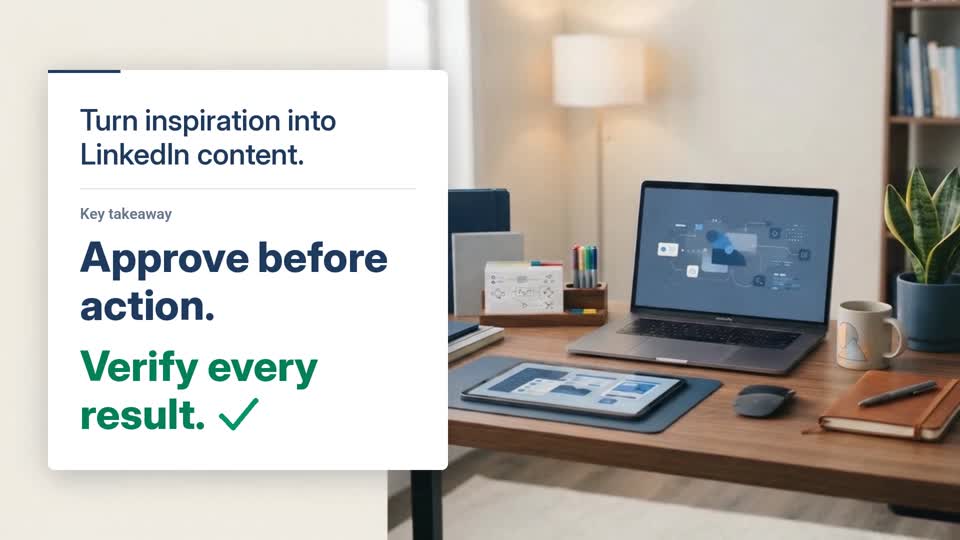 Turn inspiration into
LinkedIn content.
Key takeaway
Approve before
action.
Verify every
result.